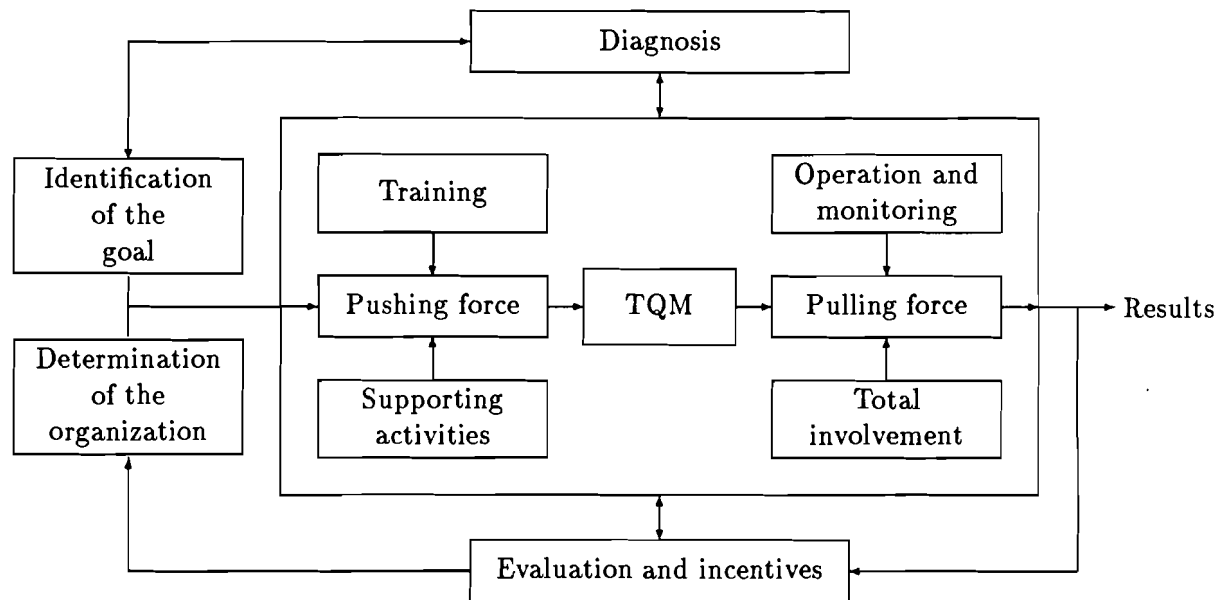 Diagnosis
Identification
of the
goal
Training
Operation and
monitoring
Pushing force
TQM
Pulling force
Results
Determination
of the
organization
Supporting
activities
Total
involvement
Evaluation and incentives